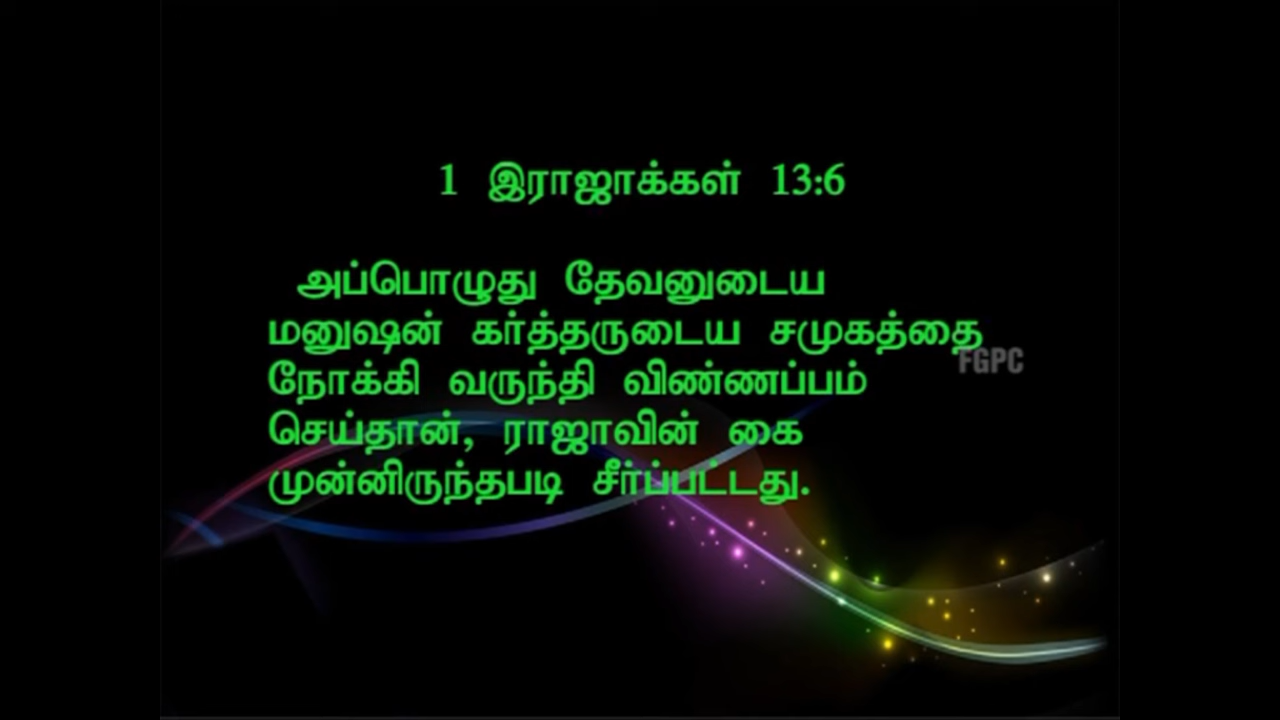 1 இராஜாக்கள் 13:6
அப்பொழுது தேவனுடைய
மனுஷன் கர்த்தருடைய சமுகத்தை
FGPC
நோக்கி வருந்தி விண்ணப்பம்
செய்தான், ராஜாவின் கை
முன்னிருந்தபடி சீர்ப்பட்டது.